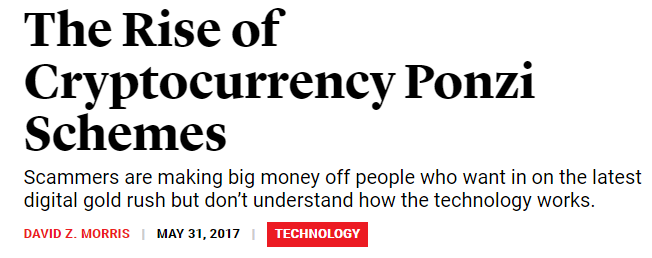 The Rise of
Cryptocurrency Ponzi
Schemes
Scammers are making big money off people who want in on the latest
digital gold rush but don’t understand how the technology works.
DAVID Z. MORRIS | MAY 31, 2017 | TECHNOLOGY